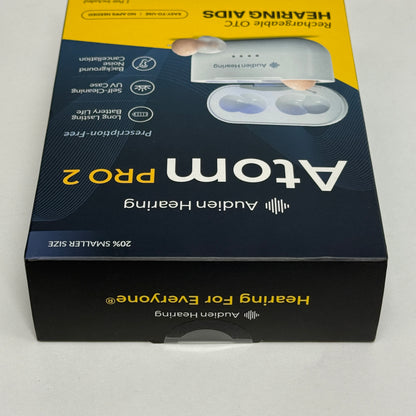 Audien Hearing
Hearing For Everyone®
20% SMALLER SIZE
Audien Hearing
Atom PRO 2
Prescription-Free
Long Lasting
Battery Life
Self-Cleaning
UV Case
Background
Noise
Cancellation
Audien Hearing
Rechargeable OTC
HEARING AIDS
EASY-TO-USE | NO APPS NEEDED
1 Pair Included